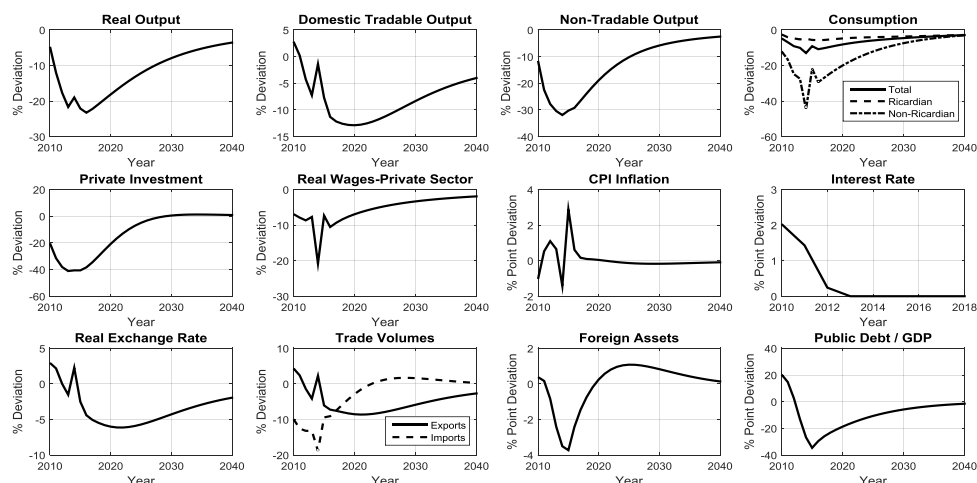 Real Output
Domestic Tradable Output
Non-Tradable Output
Consumption
% Deviation
0
-10
-20
-30
2010 2020 2030 2040
Year
% Deviation
5
0
-5
-10
-15
2010 2020 2030 2040
Year
% Deviation
0
-10
-20
-30
-40
2010 2020 2030 2040
Year
% Deviation
0
-20
-40
-60
Total
Ricardian
Non-Ricardian
2010 2020 2030 2040
Year
Private Investment
Real Wages-Private Sector
CPI Inflation
Interest Rate
% Deviation
20
0
-20
-40
-60
2010 2020 2030 2040
Year
% Deviation
0
-10
-20
-30
2010 2020 2030 2040
Year
% Point Deviation
4
2
0
-2
2010 2020 2030 2040
Year
% Point Deviation
3
2
1
0
2010 2012 2014 2016 2018
Year
Real Exchange Rate
Trade Volumes
Foreign Assets
Public Debt / GDP
% Deviation
5
0
-5
-10
2010 2020 2030 2040
Year
% Deviation
10
0
-10
-20
Exports
Imports
2010 2020 2030 2040
Year
% Point Deviation
2
0
-2
-4
2010 2020 2030 2040
Year
% Point Deviation
40
20
0
-20
-40
2010 2020 2030 2040
Year